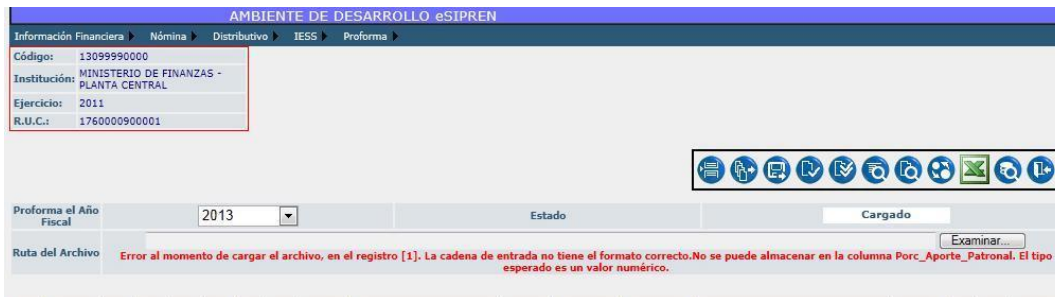 AMBIENTE DE DESARROLLO eSIPREN
Información Financiera Nómina Distributivo IESS Proforma
Código: 13099990000
Institución: MINISTERIO DE FINANZAS -
PLANTA CENTRAL
Ejercicio: 2011
R.U.C.: 1760000900001
Proforma el Año
Fiscal
2013 Estado Cargado
Examinar...
Ruta del Archivo
Error al momento de cargar el archivo, en el registro [1]. La cadena de entrada no tiene el formato correcto.No se puede almacenar en la columna Porc_Aporte_Patronal. El tipo
esperado es un valor numérico.